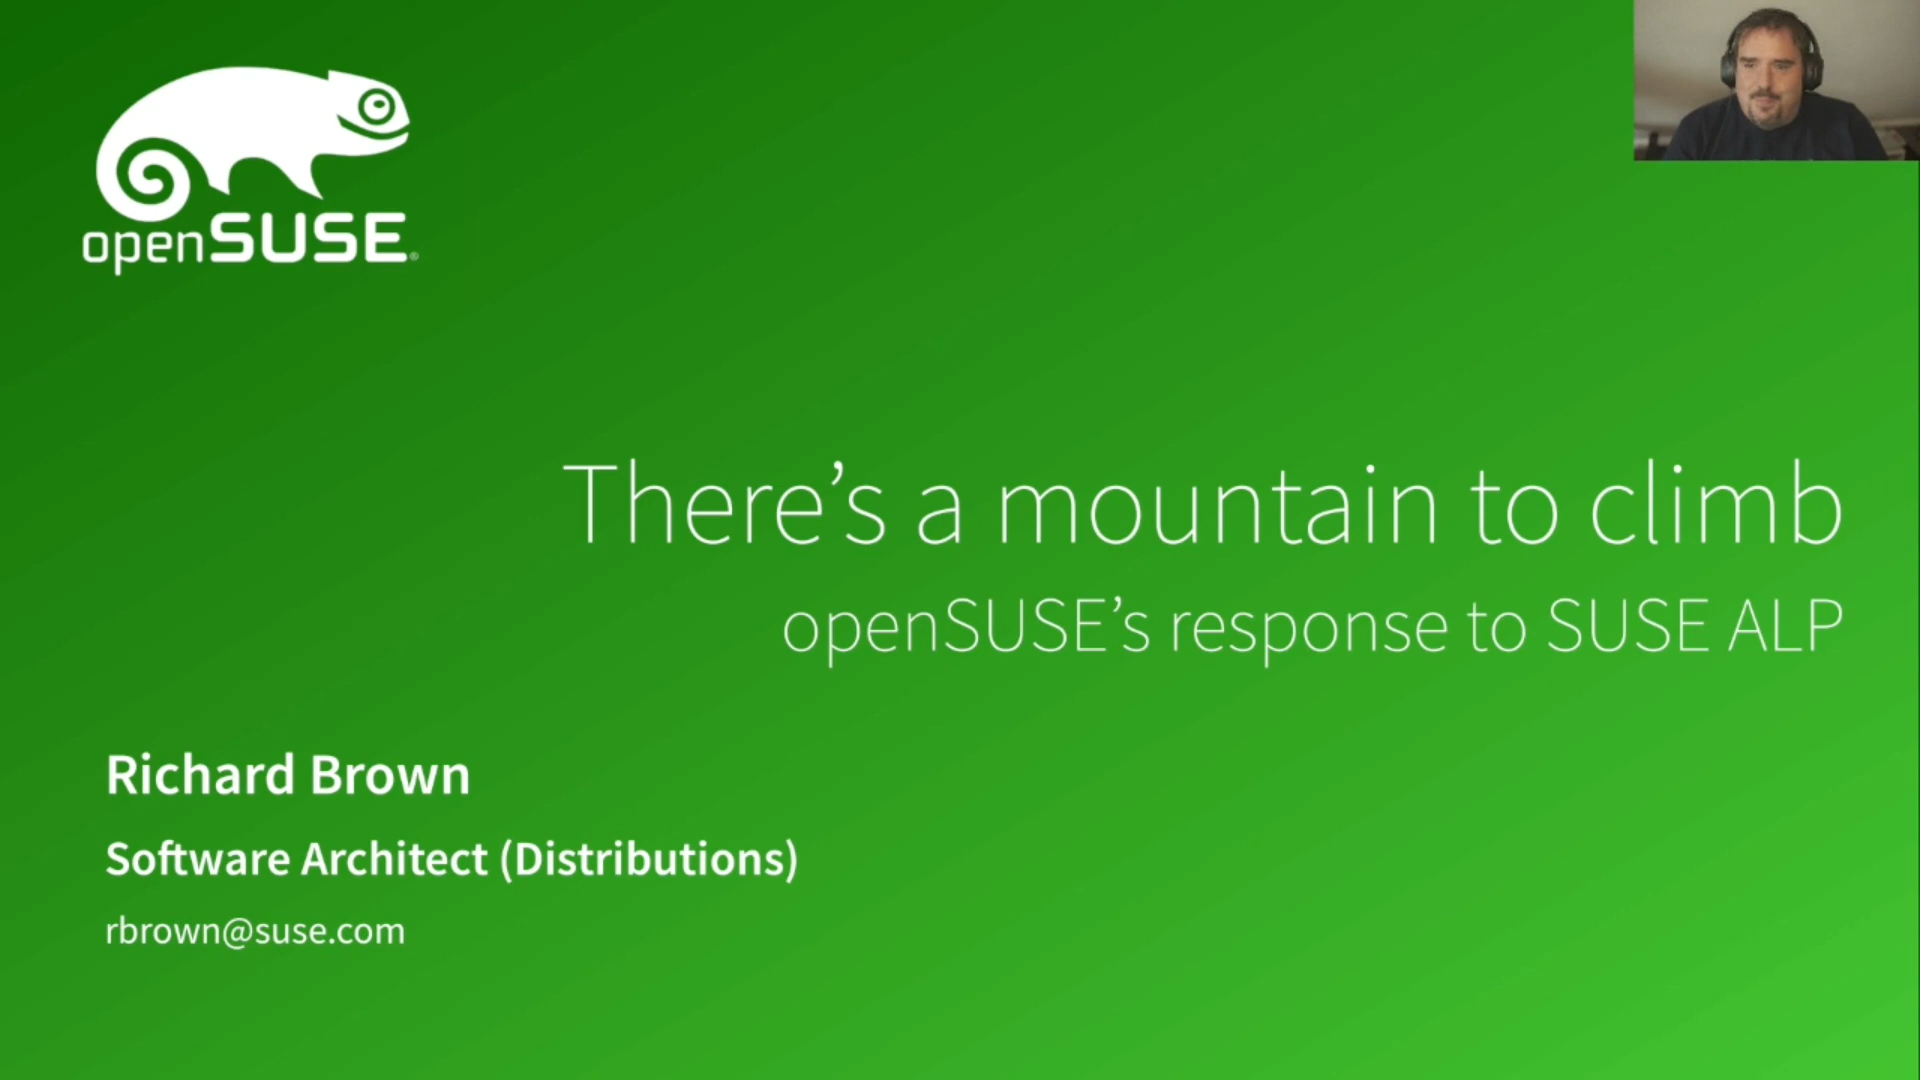 openSUSE®
There’s a mountain to climb
openSUSE’s response to SUSE ALP
Richard Brown
Software Architect (Distributions)
rbrown@suse.com